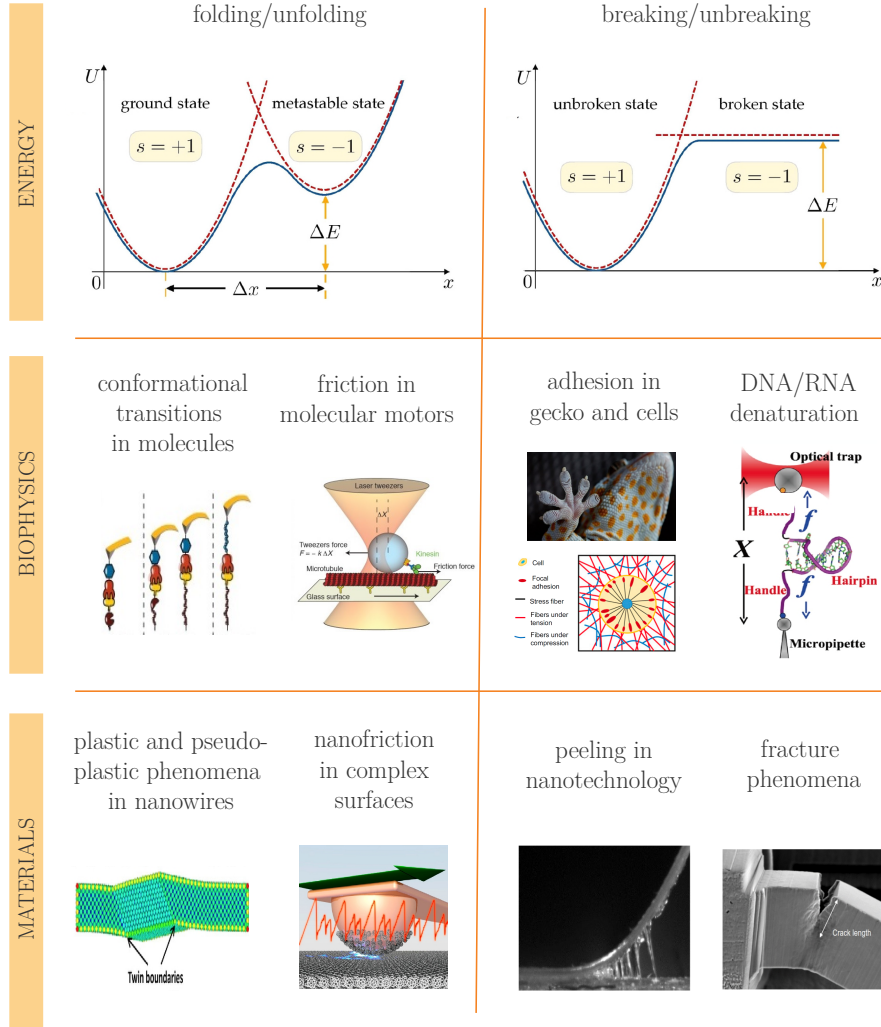 folding/unfolding
breaking/unbreaking
ENERGY
U
ground state
metastable state
s = +1
s = −1
ΔE
0
Δx
x
U
unbroken state
broken state
s = +1
s = −1
ΔE
0
x
BIOPHYSICS
conformational
transitions
in molecules
friction in
molecular motors
Laser tweezers
ΔX
Tweezers force
F = − k ΔX
Kinesin
Microtubule
Friction force
Glass surface
adhesion in
gecko and cells
Cell
Focal
adhesion
Stress fiber
Fibers under
tension
Fibers under
compression
DNA/RNA
denaturation
Optical trap
f
X
Handle
f
Hairpin
Micropipette
MATERIALS
plastic and pseudo-
plastic phenomena
in nanowires
Twin boundaries
nanofriction
in complex
surfaces
peeling in
nanotechnology
fracture
phenomena
Crack length